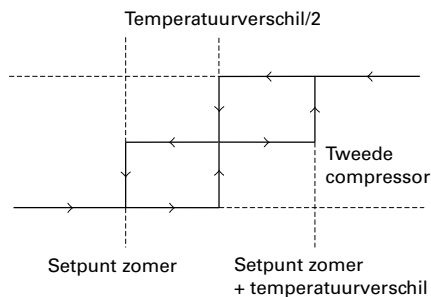 Temperatuurverschil/2
Tweede
compressor
Setpunt zomer
Setpunt zomer
+ temperatuurverschil